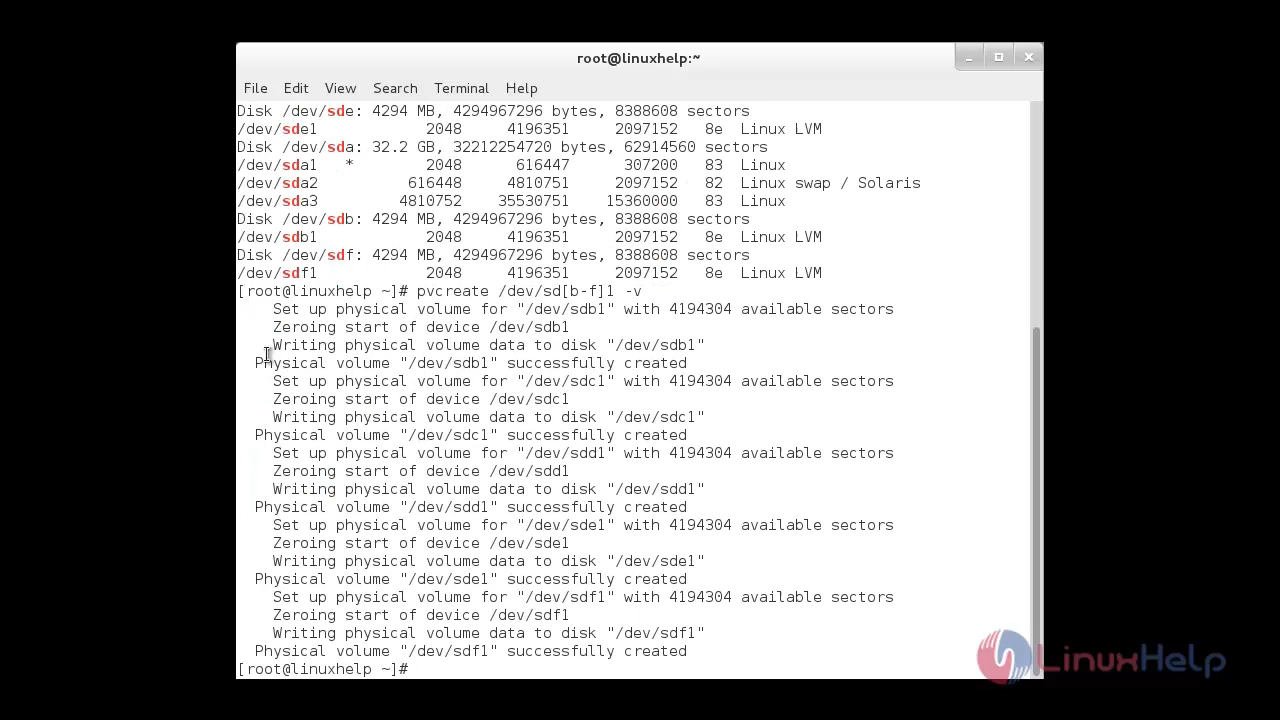 root@linuxhelp:~
File Edit View Search Terminal Help
Disk /dev/sde: 4294 MB, 4294967296 bytes, 8388608 sectors
/dev/sde1 2048 4196351 2097152 8e Linux LVM
Disk /dev/sda: 32.2 GB, 32212254720 bytes, 62914560 sectors
/dev/sda1 * 2048 616447 307200 83 Linux
/dev/sda2 616448 4810751 2097152 82 Linux swap / Solaris
/dev/sda3 4810752 35530751 15360000 83 Linux
Disk /dev/sdb: 4294 MB, 4294967296 bytes, 8388608 sectors
/dev/sdb1 2048 4196351 2097152 8e Linux LVM
Disk /dev/sdf: 4294 MB, 4294967296 bytes, 8388608 sectors
/dev/sdf1 2048 4196351 2097152 8e Linux LVM
[root@linuxhelp ~]# pvcreate /dev/sd[b-f]1 -v
Set up physical volume for "/dev/sdb1" with 4194304 available sectors
Zeroing start of device /dev/sdb1
Writing physical volume data to disk "/dev/sdb1"
Physical volume "/dev/sdb1" successfully created
Set up physical volume for "/dev/sdc1" with 4194304 available sectors
Zeroing start of device /dev/sdc1
Writing physical volume data to disk "/dev/sdc1"
Physical volume "/dev/sdc1" successfully created
Set up physical volume for "/dev/sdd1" with 4194304 available sectors
Zeroing start of device /dev/sdd1
Writing physical volume data to disk "/dev/sdd1"
Physical volume "/dev/sdd1" successfully created
Set up physical volume for "/dev/sde1" with 4194304 available sectors
Zeroing start of device /dev/sde1
Writing physical volume data to disk "/dev/sde1"
Physical volume "/dev/sde1" successfully created
Set up physical volume for "/dev/sdf1" with 4194304 available sectors
Zeroing start of device /dev/sdf1
Writing physical volume data to disk "/dev/sdf1"
Physical volume "/dev/sdf1" successfully created
[root@linuxhelp ~]#
LinuxHelp